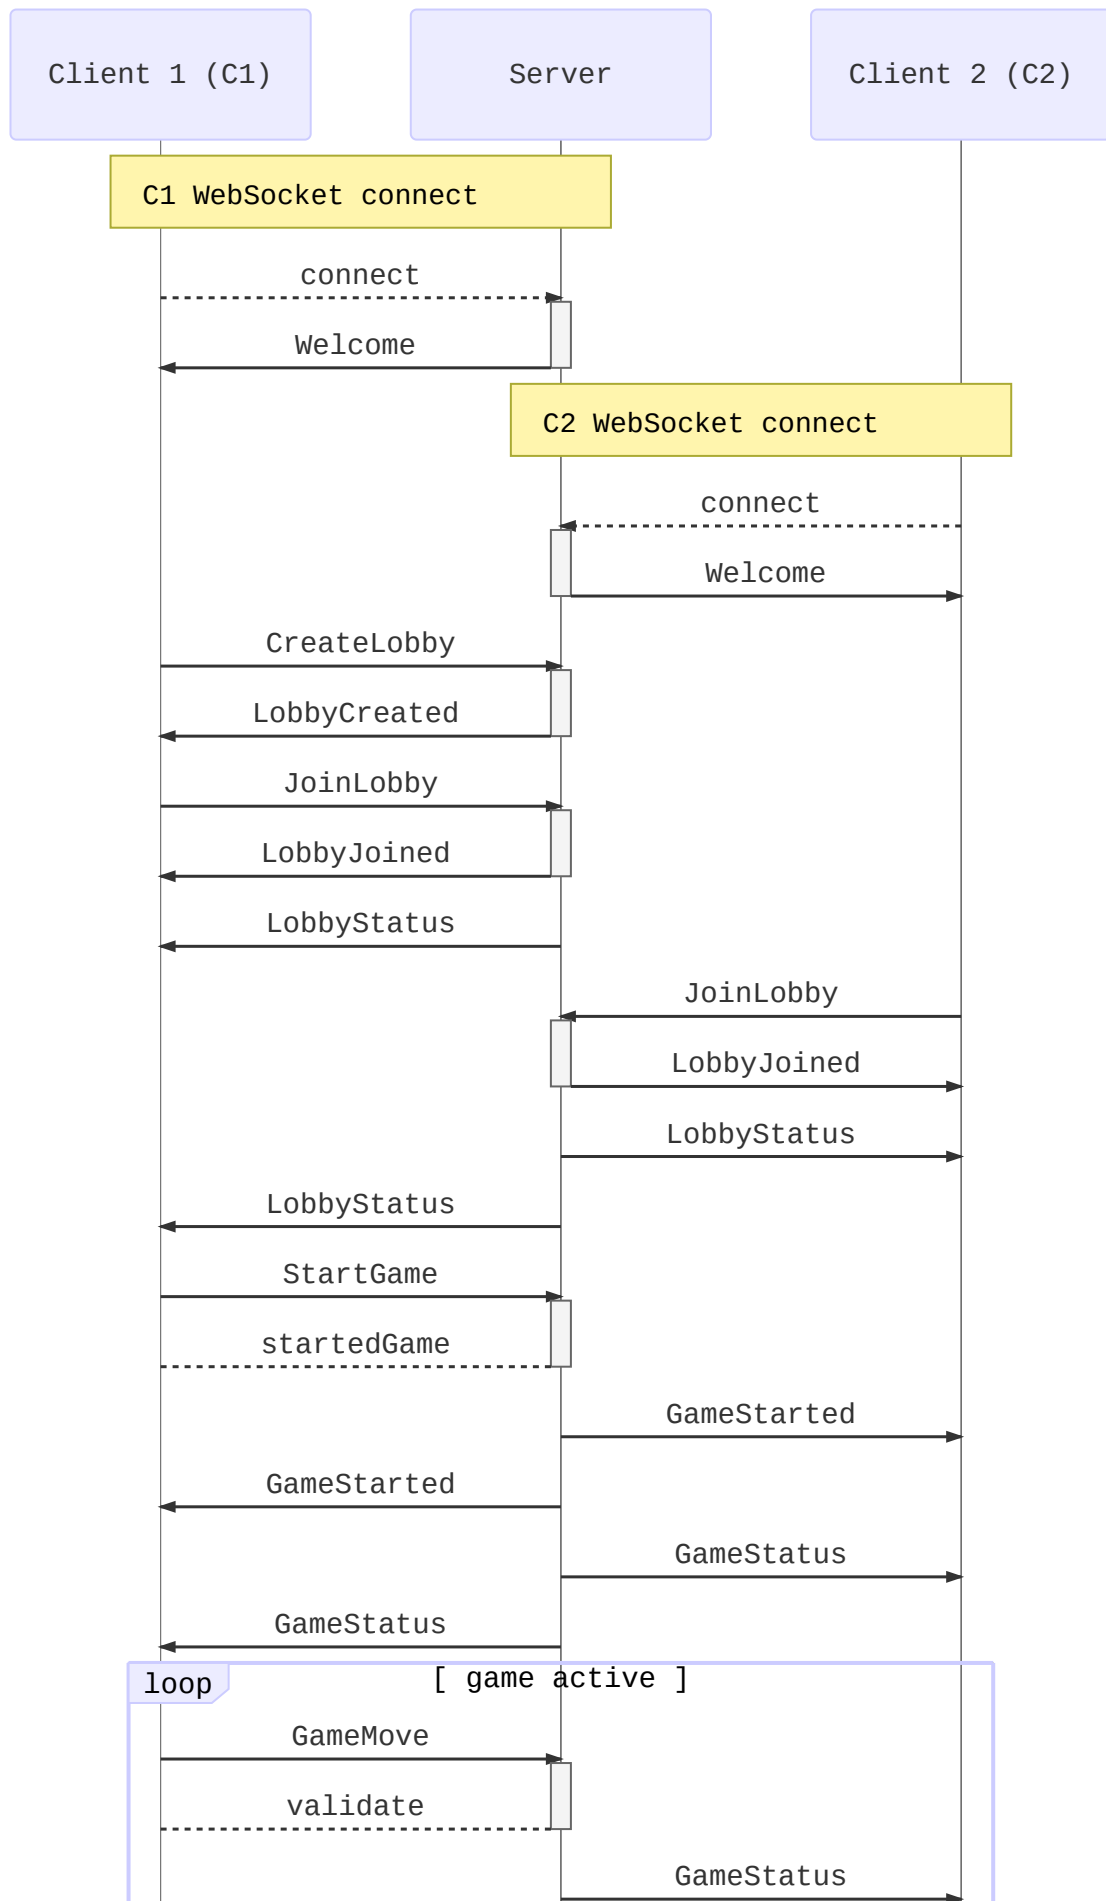 Client 1 (C1)
Server
Client 2 (C2)
C1 WebSocket connect
connect
Welcome
C2 WebSocket connect
connect
Welcome
CreateLobby
LobbyCreated
JoinLobby
LobbyJoined
LobbyStatus
JoinLobby
LobbyJoined
LobbyStatus
LobbyStatus
StartGame
startedGame
GameStarted
GameStarted
GameStatus
GameStatus
loop
[ game active ]
GameMove
validate
GameStatus